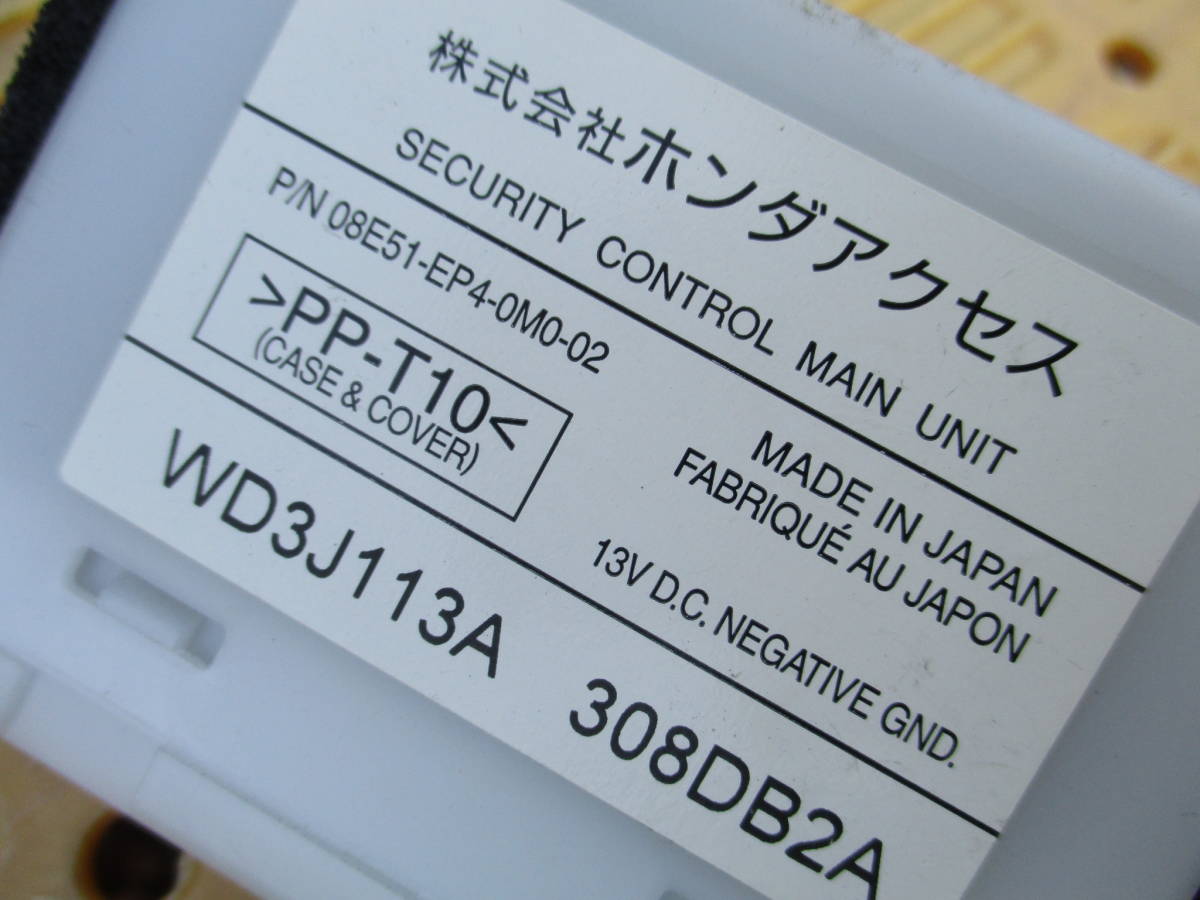 株式会社ホンダアクセス
SECURITY CONTROL MAIN UNIT
P/N 08E51-EP4-0M0-02
>PP-T10<
(CASE & COVER)
MADE IN JAPAN
FABRIQUÉ AU JAPON
13V D.C. NEGATIVE GND.
WD3J113A 308DB2A